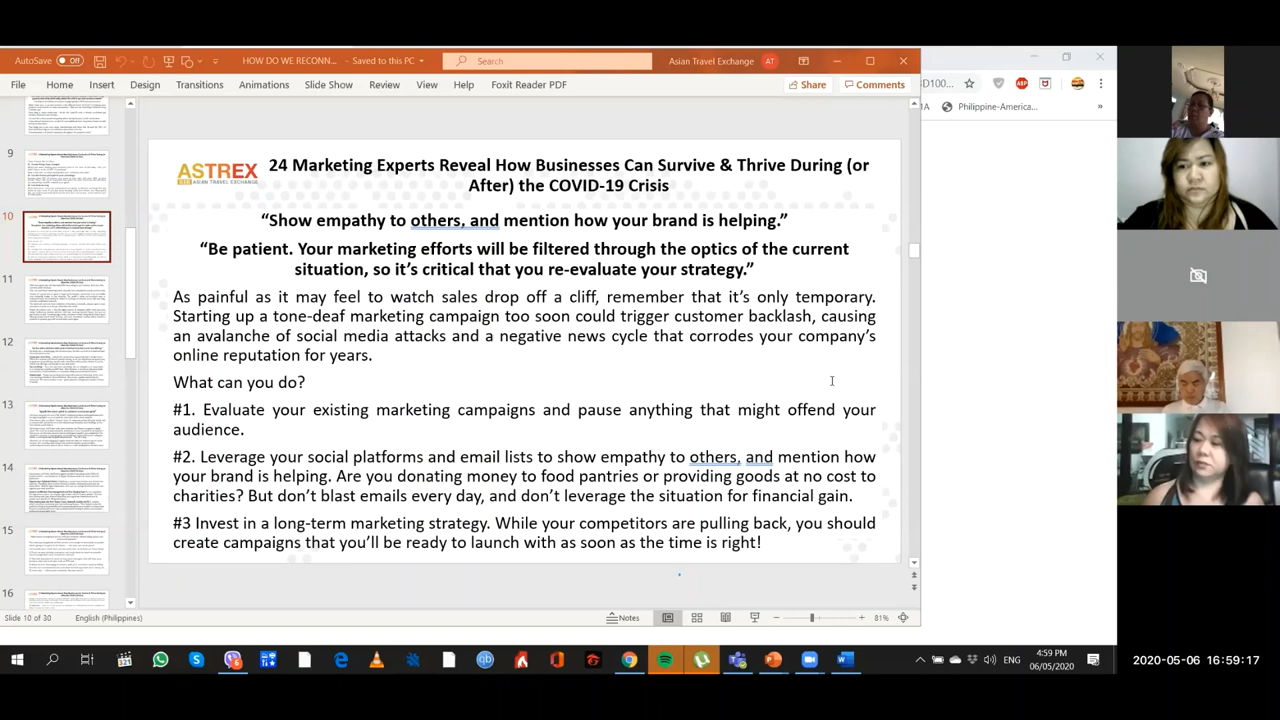 AutoSave Off
HOW DO WE RECONN... - Saved to this PC
Search
Asian Travel Exchange AT
File Home Insert Design Transitions Animations Slide Show Review View Help Foxit Reader PDF Share Comments
D100...
ABP
Philippine-America...
»
9
10
11
12
13
14
15
16
ASTREX
ASIAN TRAVEL EXCHANGE
24 Marketing Experts Reveal How Businesses Can Survive & Thrive During (or
After) the COVID-19 Crisis
“Show empathy to others, and mention how your brand is helping.”
“Be patient. Your marketing efforts will be viewed through the optics of the current
situation, so it’s critical that you re-evaluate your strategy.”
As painful as it may feel to watch sales drop off a cliff, remember that it’s only temporary.
Starting up a tone-deaf marketing campaign too soon could trigger customer backlash, causing
an avalanche of social media attacks and a negative news cycle that corrodes your company’s
online reputation for years.
What can you do?
#1. Evaluate your existing marketing campaigns and pause anything that might offend your
audience.
#2. Leverage your social platforms and email lists to show empathy to others, and mention how
your brand is helping. Are you donating money to food pantries or providing goods at no cost to
charities? But don’t blast emails every day, and don’t leverage the situation for financial gain.
#3 Invest in a long-term marketing strategy. While your competitors are pulling back, you should
create campaigns that you’ll be ready to launch with as soon as the time is right
Slide 10 of 30 English (Philippines) Notes 81%
ENG
4:59 PM
06/05/2020
2020-05-06 16:59:17